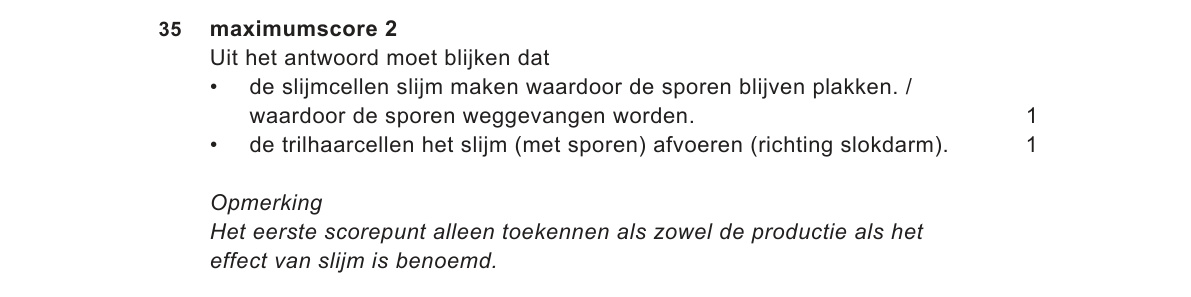 35 maximumscore 2
Uit het antwoord moet blijken dat
• de slijmcellen slijm maken waardoor de sporen blijven plakken. /
waardoor de sporen weggevangen worden. 1
• de trilhaarcellen het slijm (met sporen) afvoeren (richting slokdarm). 1
Opmerking
Het eerste scorepunt alleen toekennen als zowel de productie als het
effect van slijm is benoemd.